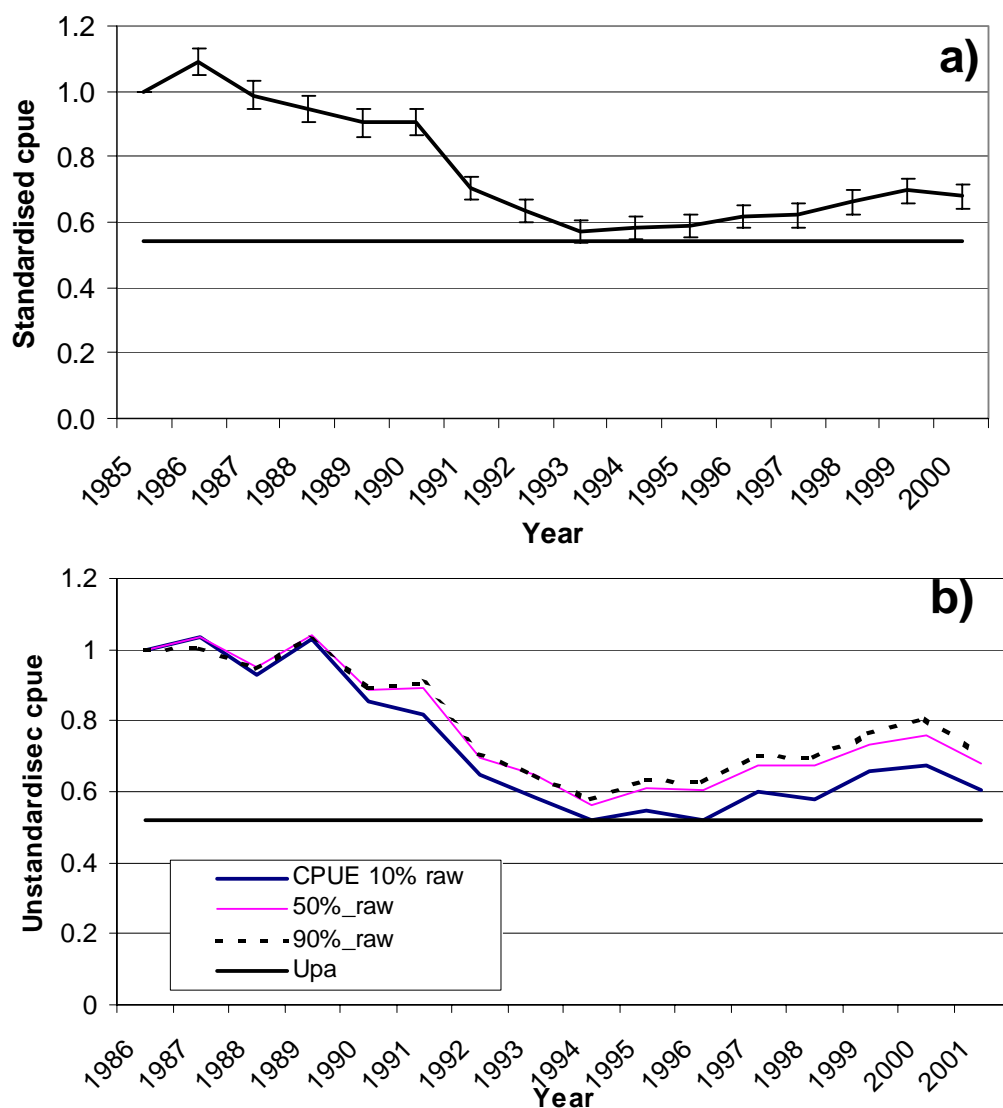 a)
Standardised cpue
1.2
1.0
0.8
0.6
0.4
0.2
0.0
1985 1986 1987 1988 1989 1990 1991 1992 1993 1994 1995 1996 1997 1998 1999 2000
Year
b)
Unstandardisec cpue
1.2
1
0.8
0.6
0.4
0.2
0
CPUE 10% raw
50%_raw
90%_raw
Upa
1986 1987 1988 1989 1990 1991 1992 1993 1994 1995 1996 1997 1998 1999 2000 2001
Year